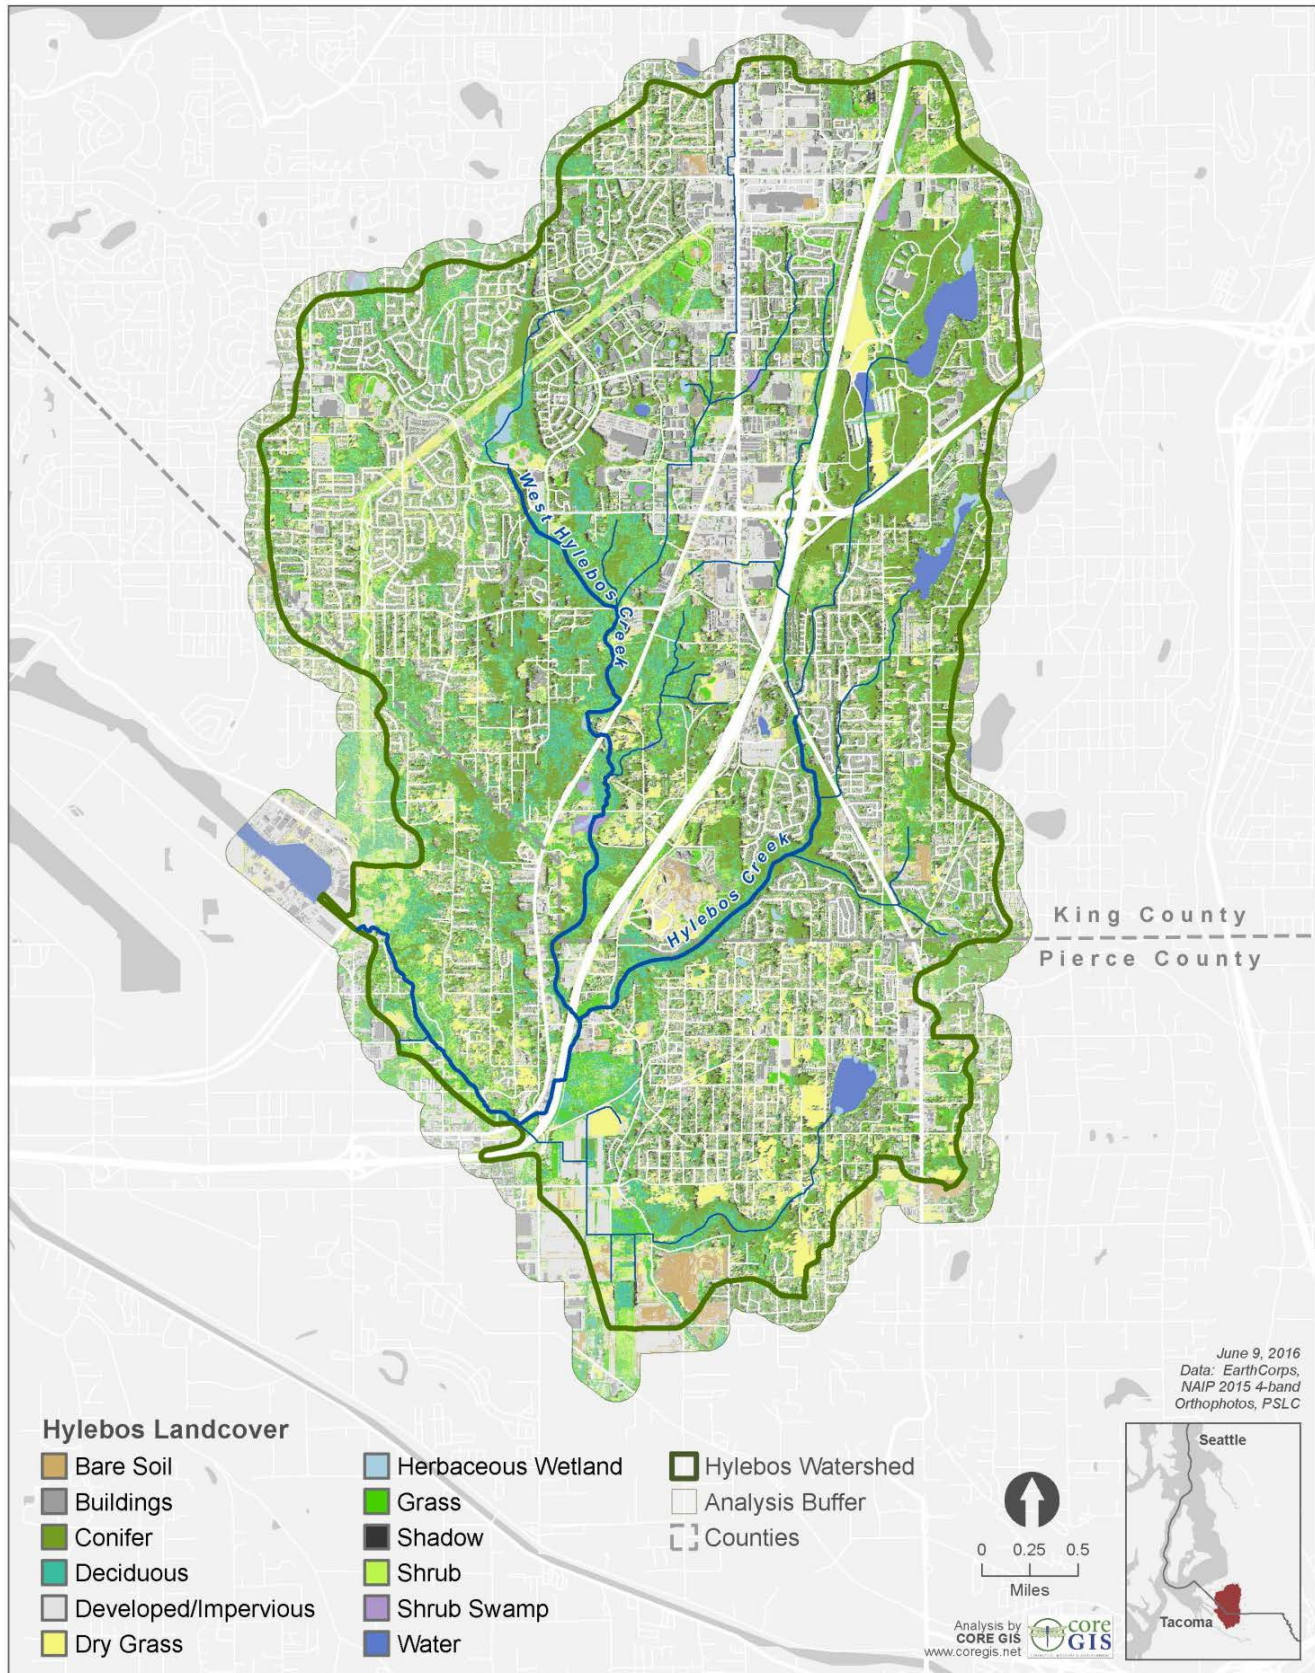 West Hylebos Creek
Hylebos Creek
King County
Pierce County
June 9, 2016
Data: EarthCorps,
NAIP 2015 4-band
Orthophotos, PSLC
Hylebos Landcover
Bare Soil
Buildings
Conifer
Deciduous
Developed/Impervious
Dry Grass
Herbaceous Wetland
Grass
Shadow
Shrub
Shrub Swamp
Water
Hylebos Watershed
Analysis Buffer
Counties
0 0.25 0.5
Miles
Analysis by
CORE GIS
www.coregis.net
core
GIS
Seattle
Tacoma